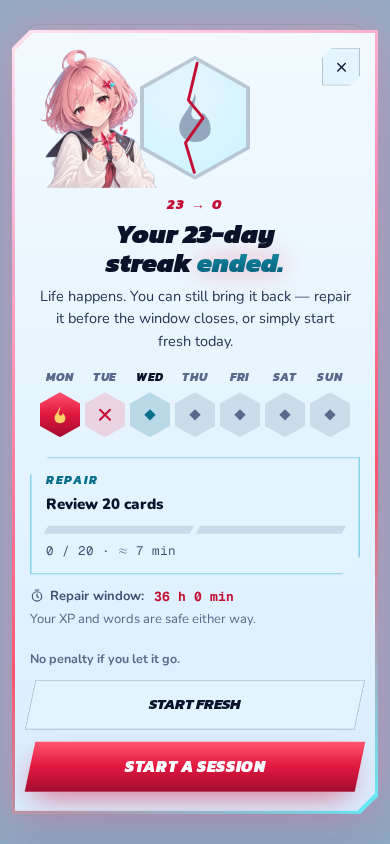 ×
23 → 0
Your 23-day
streak ended.
Life happens. You can still bring it back — repair
it before the window closes, or simply start
fresh today.
MON TUE WED THU FRI SAT SUN
REPAIR
Review 20 cards
0 / 20 · ≈ 7 min
Repair window: 36 h 0 min
Your XP and words are safe either way.
No penalty if you let it go.
START FRESH
START A SESSION